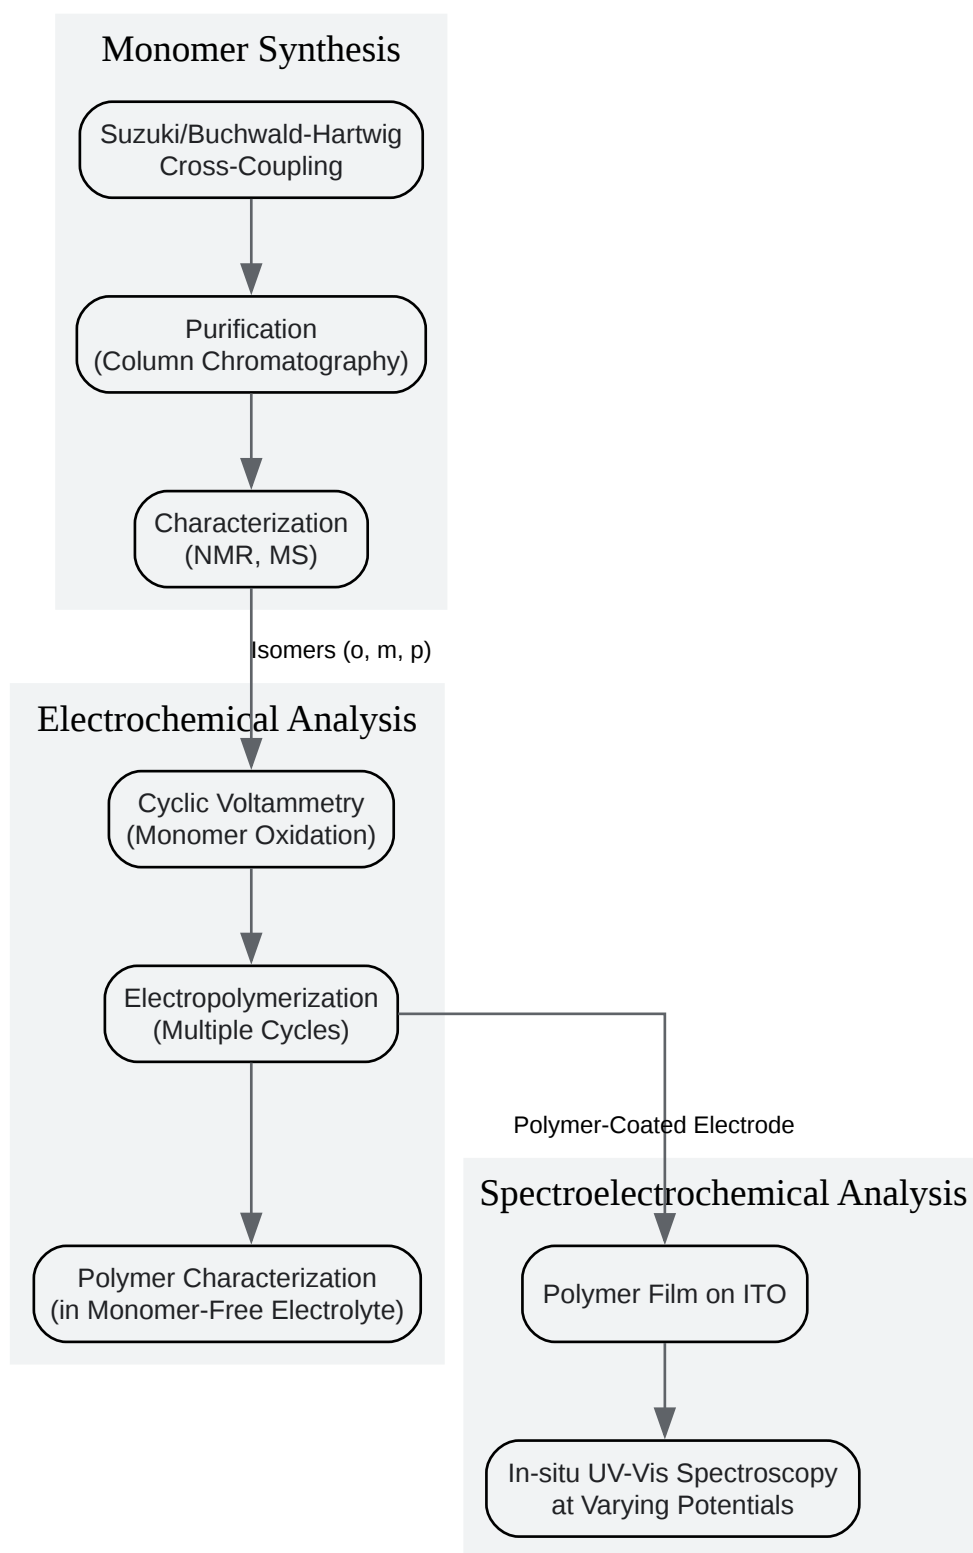 Monomer Synthesis
Suzuki/Buchwald-Hartwig
Cross-Coupling
Purification
(Column Chromatography)
Characterization
(NMR, MS)
Isomers (o, m, p)
Electrochemical Analysis
Cyclic Voltammetry
(Monomer Oxidation)
Electropolymerization
(Multiple Cycles)
Polymer Characterization
(in Monomer-Free Electrolyte)
Polymer-Coated Electrode
Spectroelectrochemical Analysis
Polymer Film on ITO
In-situ UV-Vis Spectroscopy
at Varying Potentials